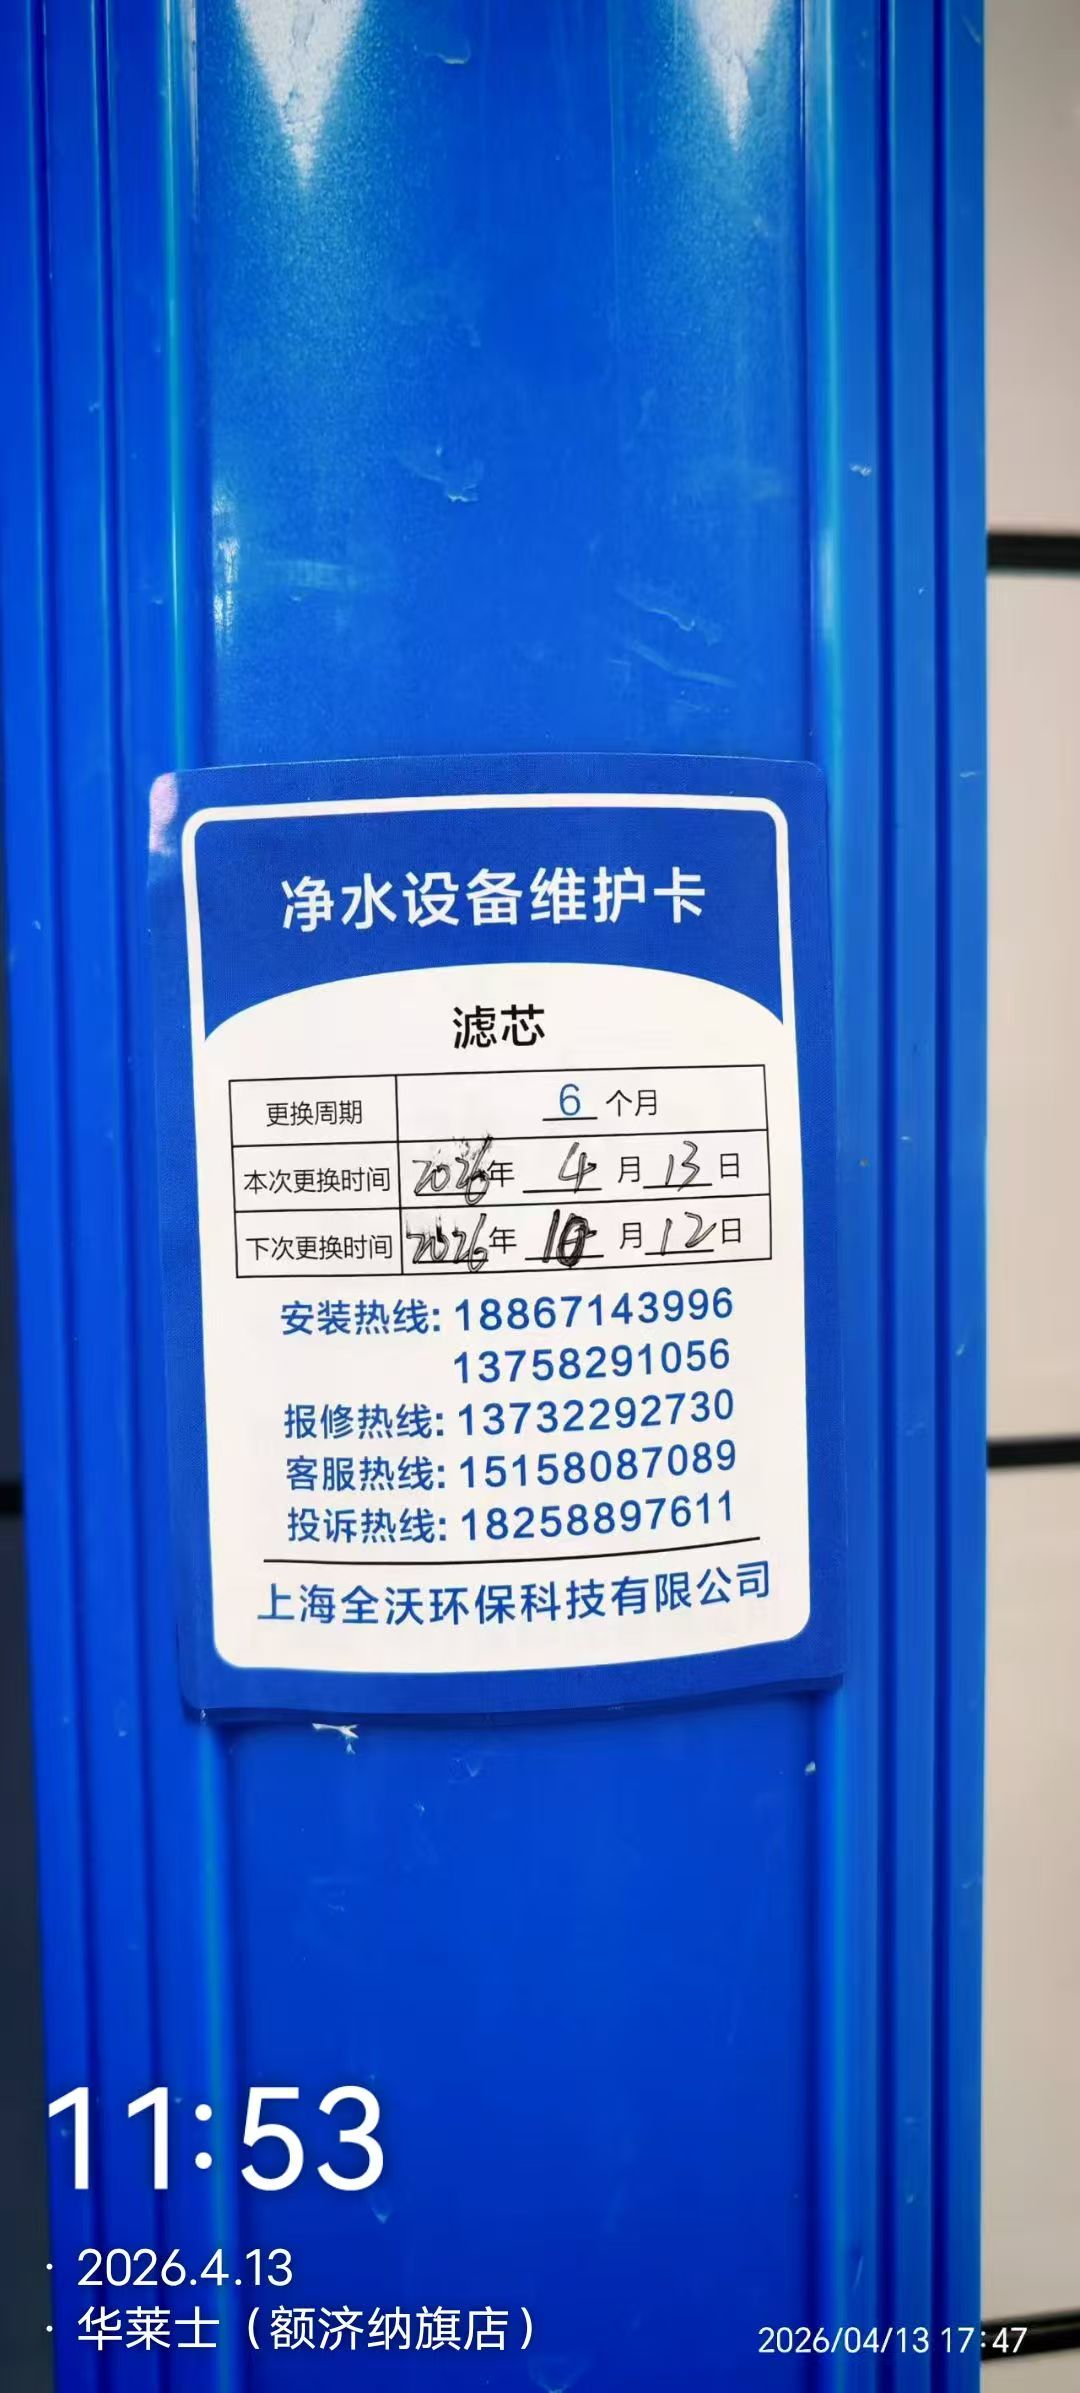 净水设备维护卡
滤芯
更换周期 6 个月
本次更换时间 2026年 4 月 13 日
下次更换时间 2026年 10 月 12 日
安装热线: 18867143996
13758291056
报修热线: 13732292730
客服热线: 15158087089
投诉热线: 18258897611
上海全沃环保科技有限公司
11:53
· 2026.4.13
· 华莱士（额济纳旗店）
2026/04/13 17:47